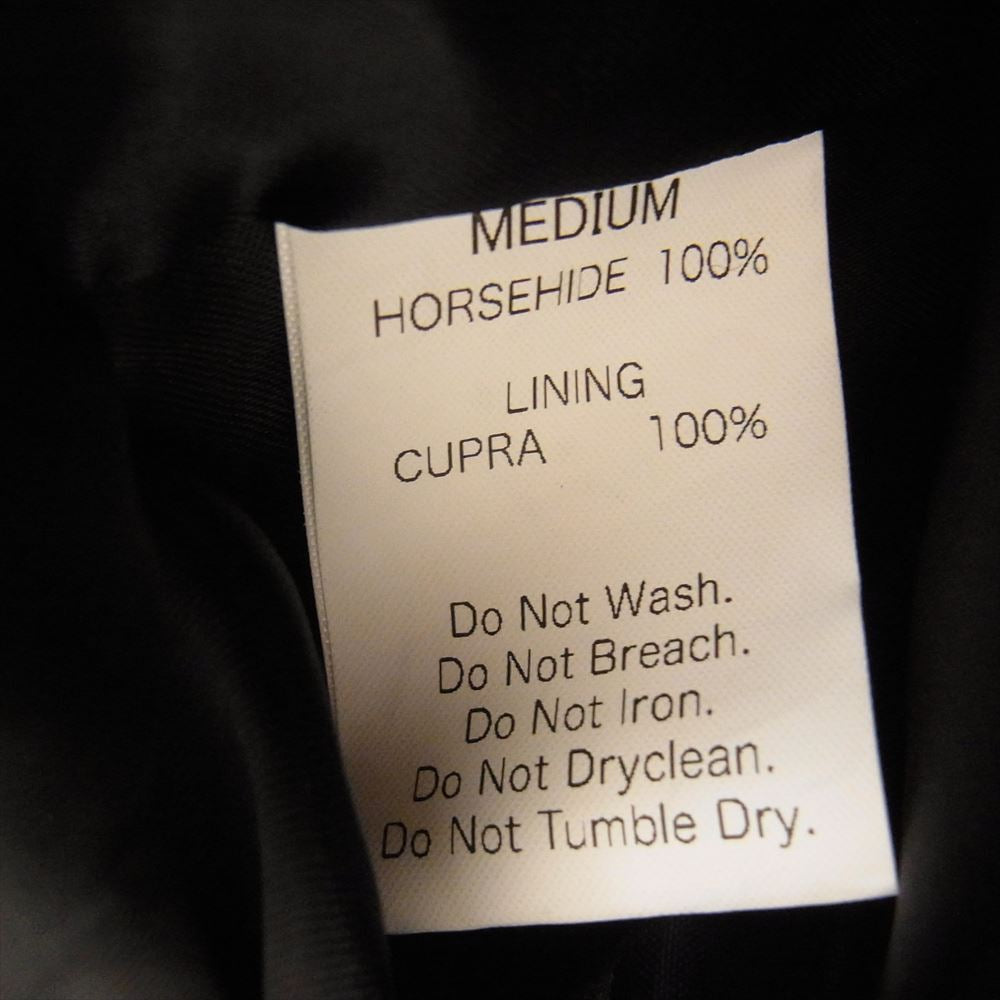 MEDIUM
HORSEHIDE 100%
LINING
CUPRA 100%
Do Not Wash.
Do Not Breach.
Do Not Iron.
Do Not Dryclean.
Do Not Tumble Dry.